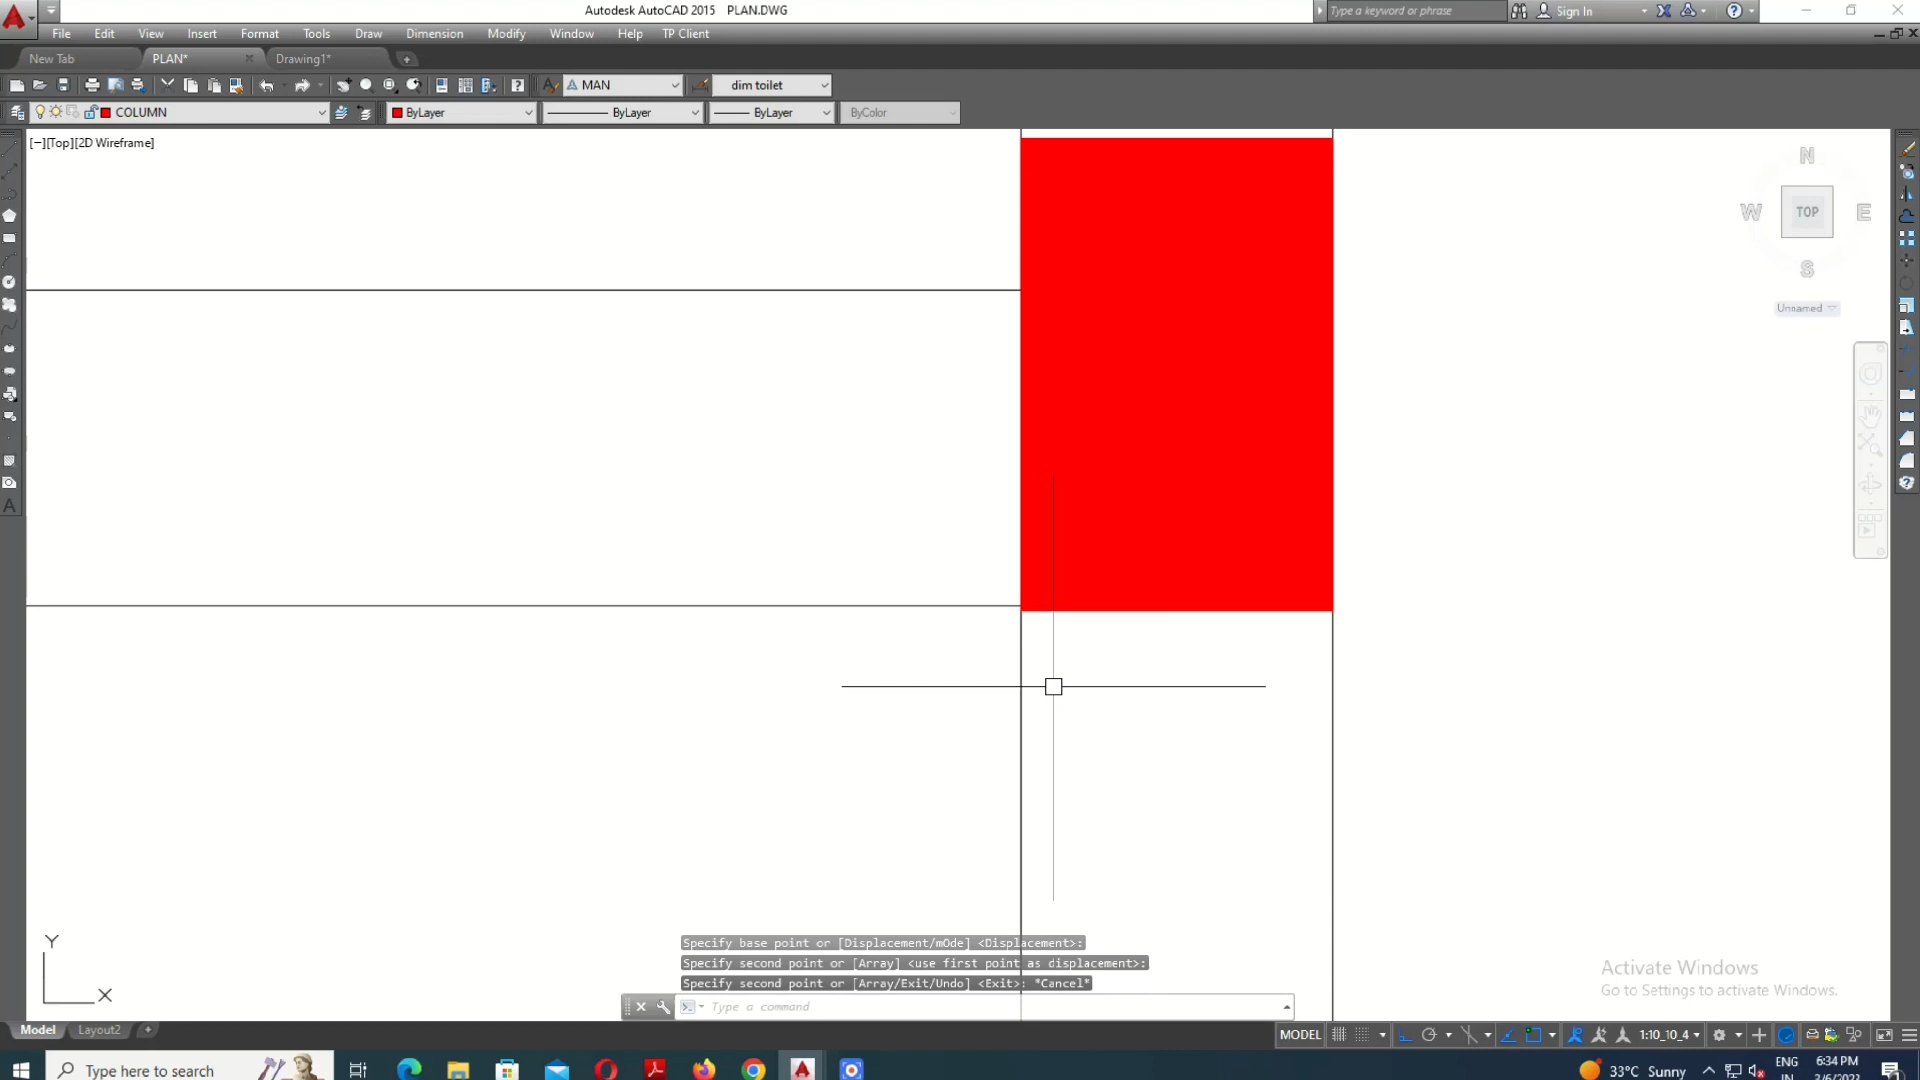 Autodesk AutoCAD 2015 PLAN.DWG
Type a keyword or phrase
Sign In
File Edit View Insert Format Tools Draw Dimension Modify Window Help TP Client
New Tab PLAN* Drawing1*
MAN dim toilet
COLUMN ByLayer ByLayer ByLayer ByColor
[−][Top][2D Wireframe]
N
W TOP E
S
Unnamed
A
Specify base point or [Displacement/mOde] <Displacement>:
Specify second point or [Array] <use first point as displacement>:
Specify second point or [Array/Exit/Undo] <Exit>: *Cancel*
Type a command
Y
X
Activate Windows
Go to Settings to activate Windows.
Model Layout2 MODEL 1:10_10_4
Type here to search
33°C Sunny ENG 6:34 PM
IN